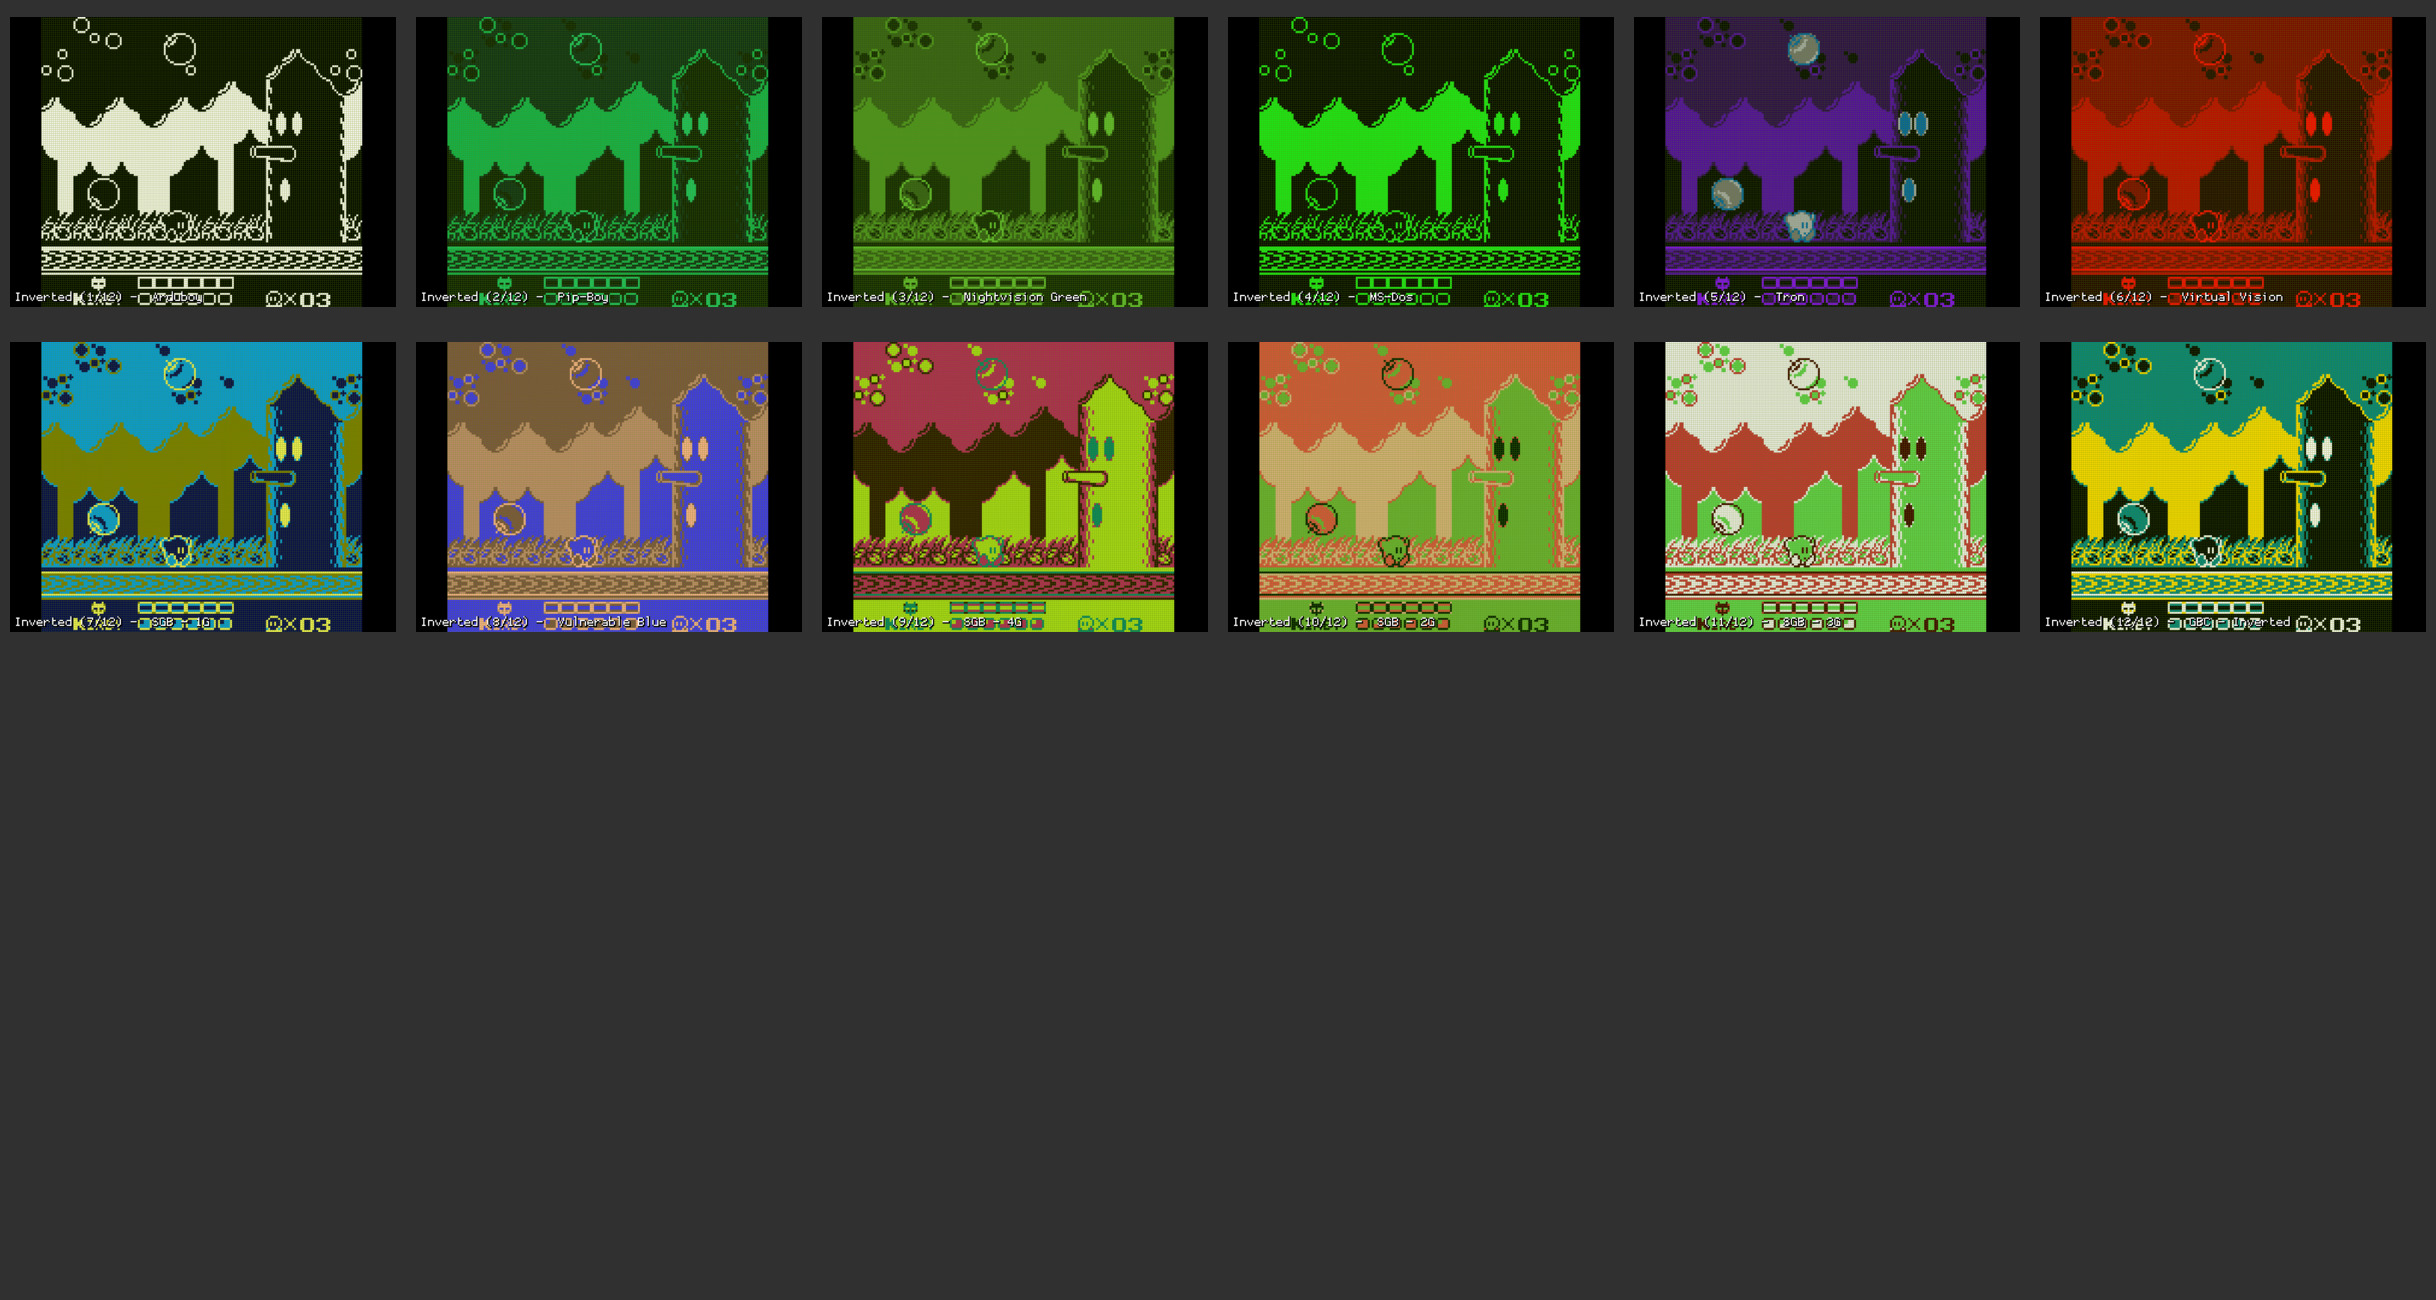 Inverted (1/12) - Arduboy
×03
Inverted (2/12) - Pip-Boy
×03
Inverted (3/12) - Nightvision Green
×03
Inverted (4/12) - MS-Dos
×03
Inverted (5/12) - Tron
×03
Inverted (6/12) - Virtual Vision
×03
Inverted (7/12) - SGB - 1G
×03
Inverted (8/12) - Vulnerable Blue
×03
Inverted (9/12) - SGB - 4G
×03
Inverted (10/12) - SGB - 2G
×03
Inverted (11/12) - SGB - 3G
×03
Inverted (12/12) - GBC - Inverted
×03